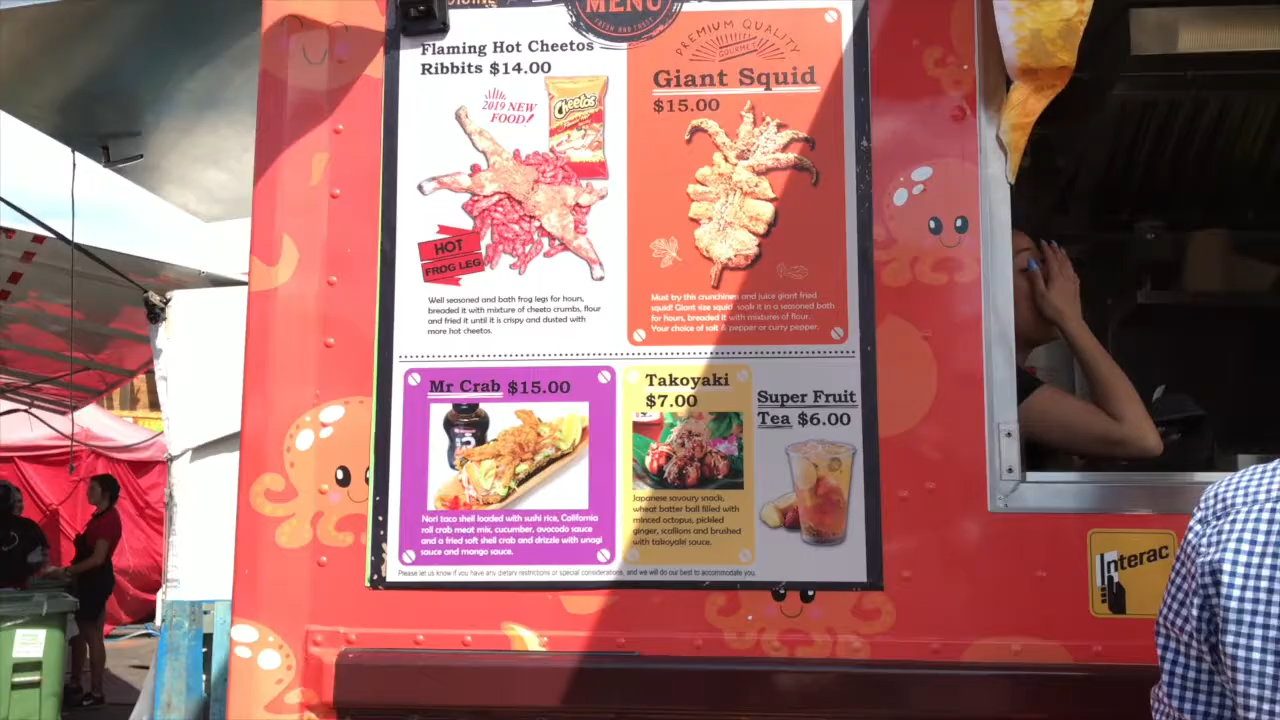 MENU
FRESH AND FAST
Flaming Hot Cheetos
Ribbits $14.00
2019 NEW
FOOD!
Cheetos
HOT
FROG LEG
Well seasoned and bath frog legs for hours,
breaded it with mixture of cheeto crumbs, flour
and fried it until it is crispy and dusted with
more hot cheetos.
PREMIUM QUALITY
GOURMET
Giant Squid
$15.00
Must try this crunchiness and juice giant fried
squid! Giant size squid soak it in a seasoned bath
for hours, breaded it with mixtures of flour.
Your choice of salt & pepper or curry pepper.
Mr Crab $15.00
Nori taco shell loaded with sushi rice, California
roll crab meat mix, cucumber, avocado sauce
and a fried soft shell crab and drizzle with unagi
sauce and mango sauce.
Takoyaki
$7.00
Japanese savoury snack,
wheat batter ball filled with
minced octopus, pickled
ginger, scallions and brushed
with takoyaki sauce.
Super Fruit
Tea $6.00
Please let us know if you have any dietary restrictions or special considerations, and we will do our best to accommodate you.
Interac